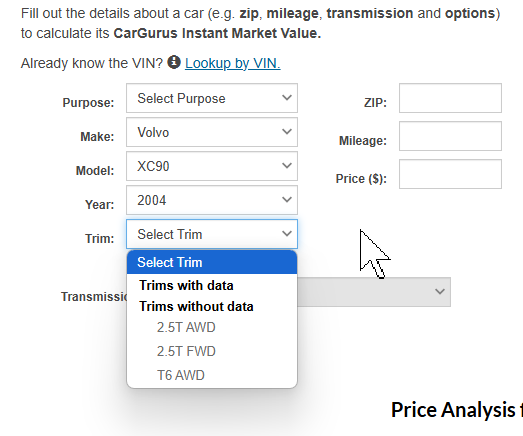 Fill out the details about a car (e.g. zip, mileage, transmission and options)
to calculate its CarGurus Instant Market Value.
Already know the VIN? Lookup by VIN.
Purpose: Select Purpose
ZIP:
Make: Volvo
Mileage:
Model: XC90
Price ($):
Year: 2004
Trim: Select Trim
Select Trim
Trims with data
Trims without data
2.5T AWD
2.5T FWD
T6 AWD
Transmissi
Price Analysis